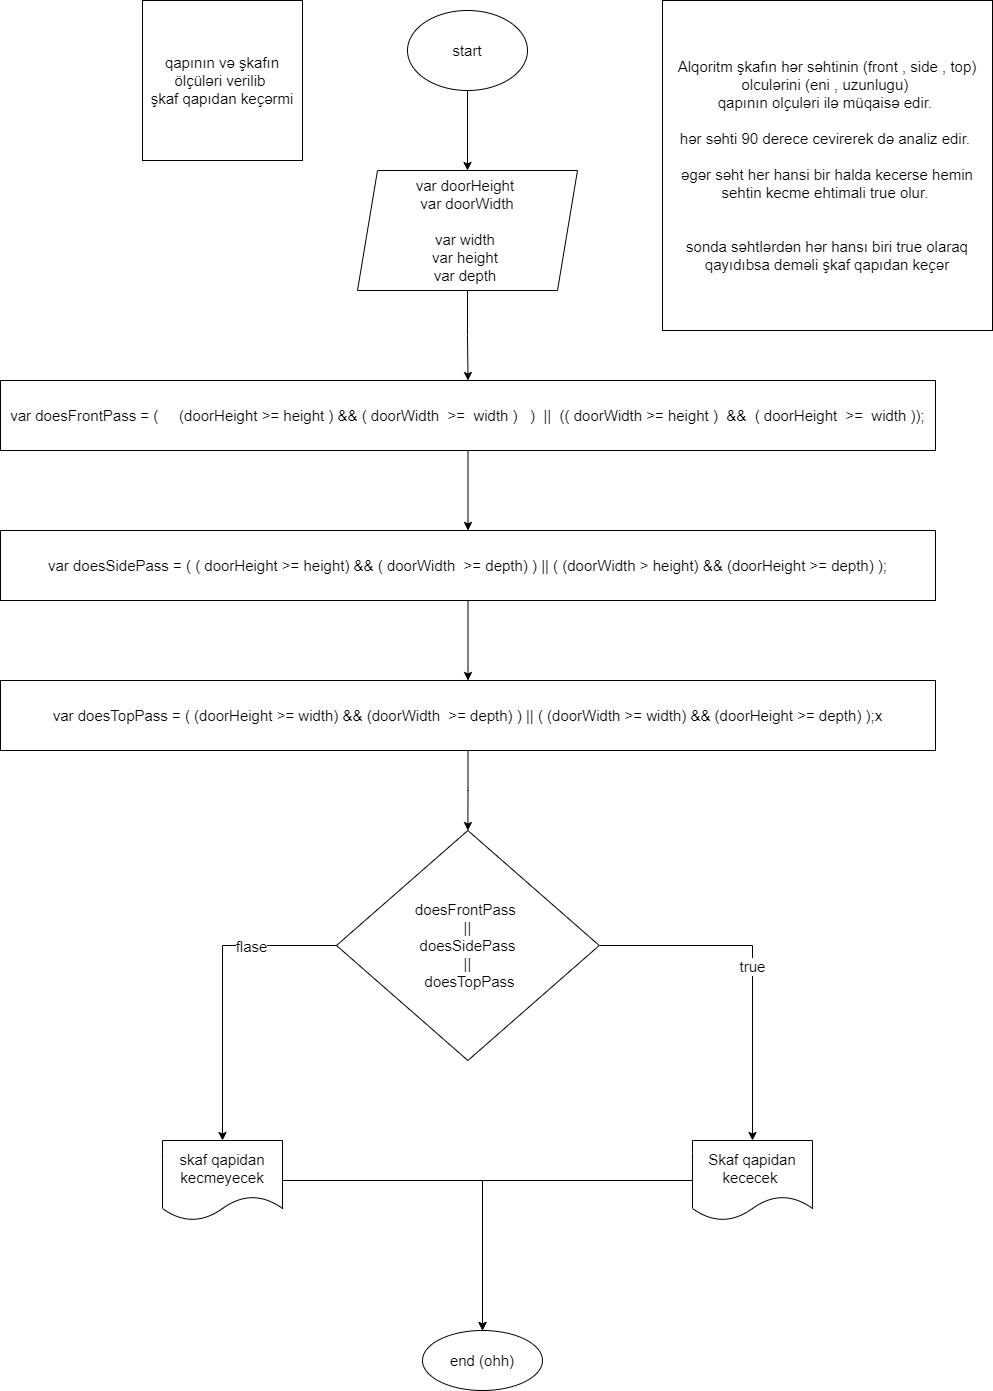 qapının və şkafın
ölçüləri verilib
şkaf qapıdan keçərmi
start
Alqoritm şkafın hər səhtinin (front , side , top)
olculərini (eni , uzunlugu)
qapının olçuləri ilə müqaisə edir.
hər səhti 90 derece cevirerek də analiz edir.
əgər səht her hansi bir halda kecerse hemin
sehtin kecme ehtimali true olur.
sonda səhtlərdən hər hansı biri true olaraq
qayıdıbsa deməli şkaf qapıdan keçər
var doorHeight
var doorWidth
var width
var height
var depth
var doesFrontPass = (     (doorHeight >= height ) && ( doorWidth  >=  width )   )  ||  (( doorWidth >= height )  &&  ( doorHeight  >=  width ));
var doesSidePass = ( ( doorHeight >= height) && ( doorWidth  >= depth) ) || ( (doorWidth > height) && (doorHeight >= depth) );
var doesTopPass = ( (doorHeight >= width) && (doorWidth  >= depth) ) || ( (doorWidth >= width) && (doorHeight >= depth) );x
doesFrontPass
||
doesSidePass
||
doesTopPass
flase
true
skaf qapidan
kecmeyecek
Skaf qapıdan
kececek
end (ohh)